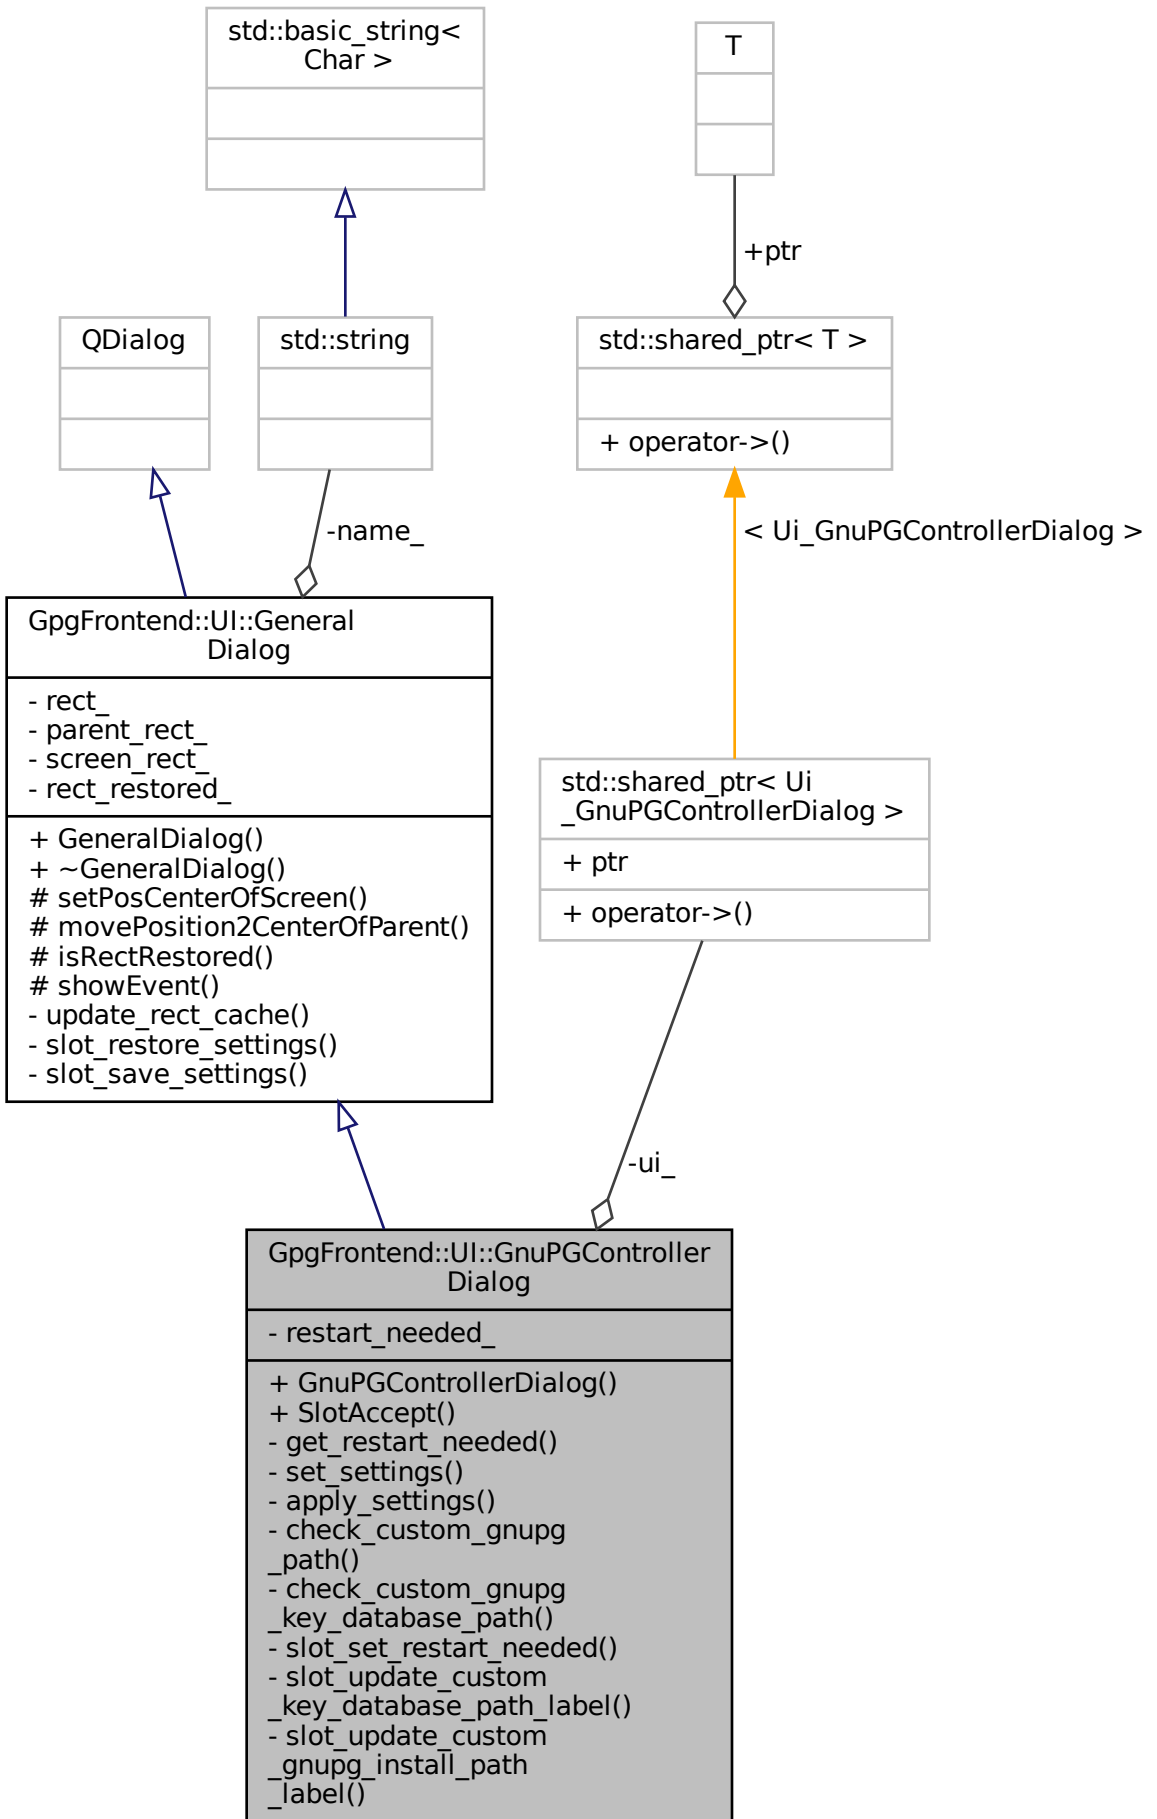 std::basic_string<
Char >
T
+ptr
QDialog
std::string
std::shared_ptr< T >
+ operator->()
-name_
< Ui_GnuPGControllerDialog >
GpgFrontend::UI::General
Dialog
- rect_
- parent_rect_
- screen_rect_
- rect_restored_
+ GeneralDialog()
+ ~GeneralDialog()
# setPosCenterOfScreen()
# movePosition2CenterOfParent()
# isRectRestored()
# showEvent()
- update_rect_cache()
- slot_restore_settings()
- slot_save_settings()
std::shared_ptr< Ui
_GnuPGControllerDialog >
+ ptr
+ operator->()
-ui_
GpgFrontend::UI::GnuPGController
Dialog
- restart_needed_
+ GnuPGControllerDialog()
+ SlotAccept()
- get_restart_needed()
- set_settings()
- apply_settings()
- check_custom_gnupg
_path()
- check_custom_gnupg
_key_database_path()
- slot_set_restart_needed()
- slot_update_custom
_key_database_path_label()
- slot_update_custom
_gnupg_install_path
_label()